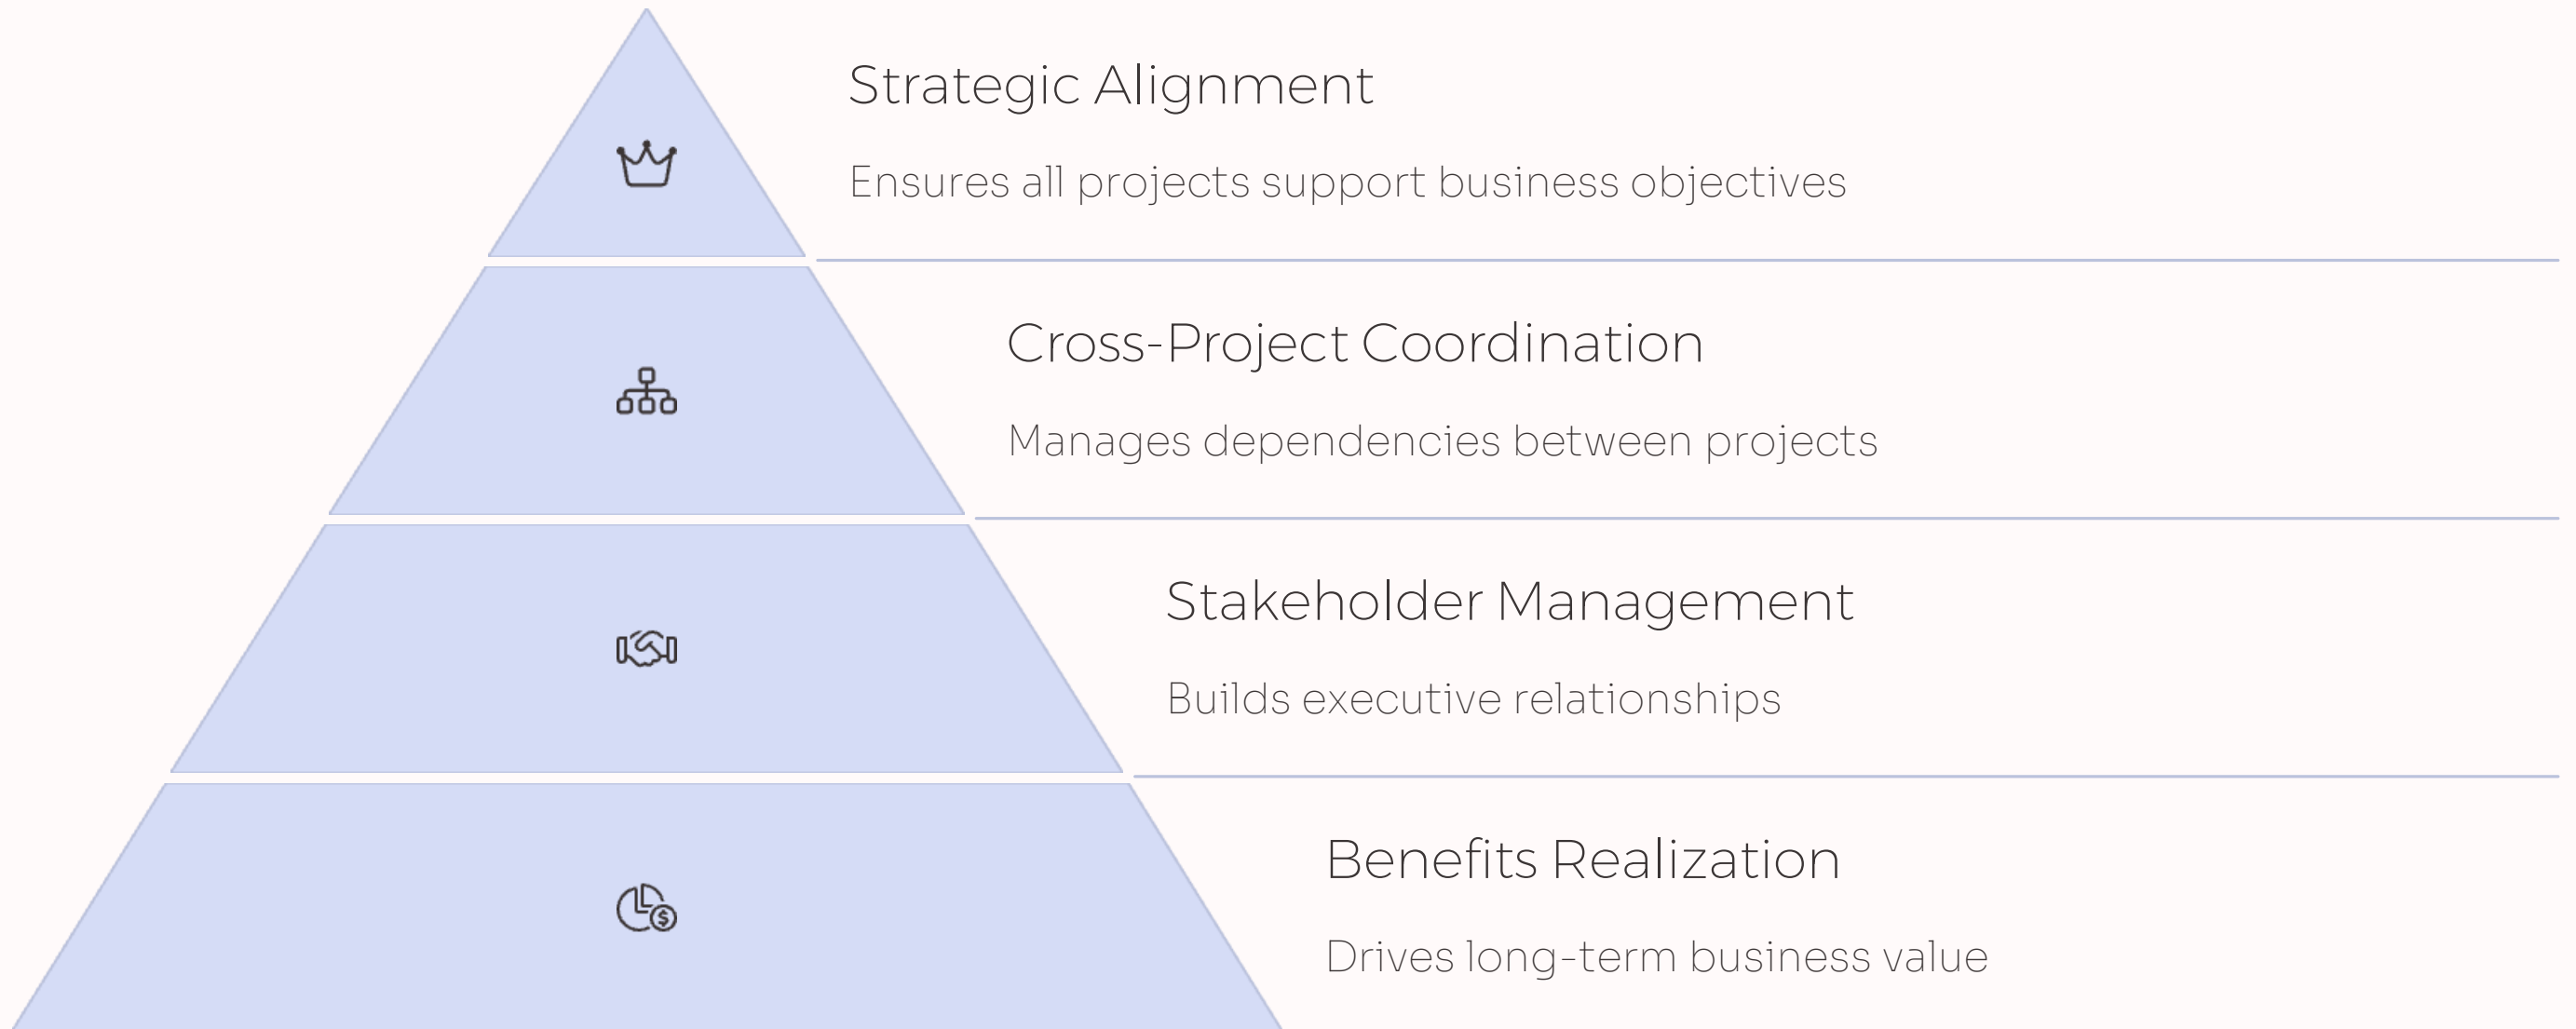 Strategic Alignment
Ensures all projects support business objectives
Cross-Project Coordination
Manages dependencies between projects
Stakeholder Management
Builds executive relationships
Benefits Realization
Drives long-term business value
$